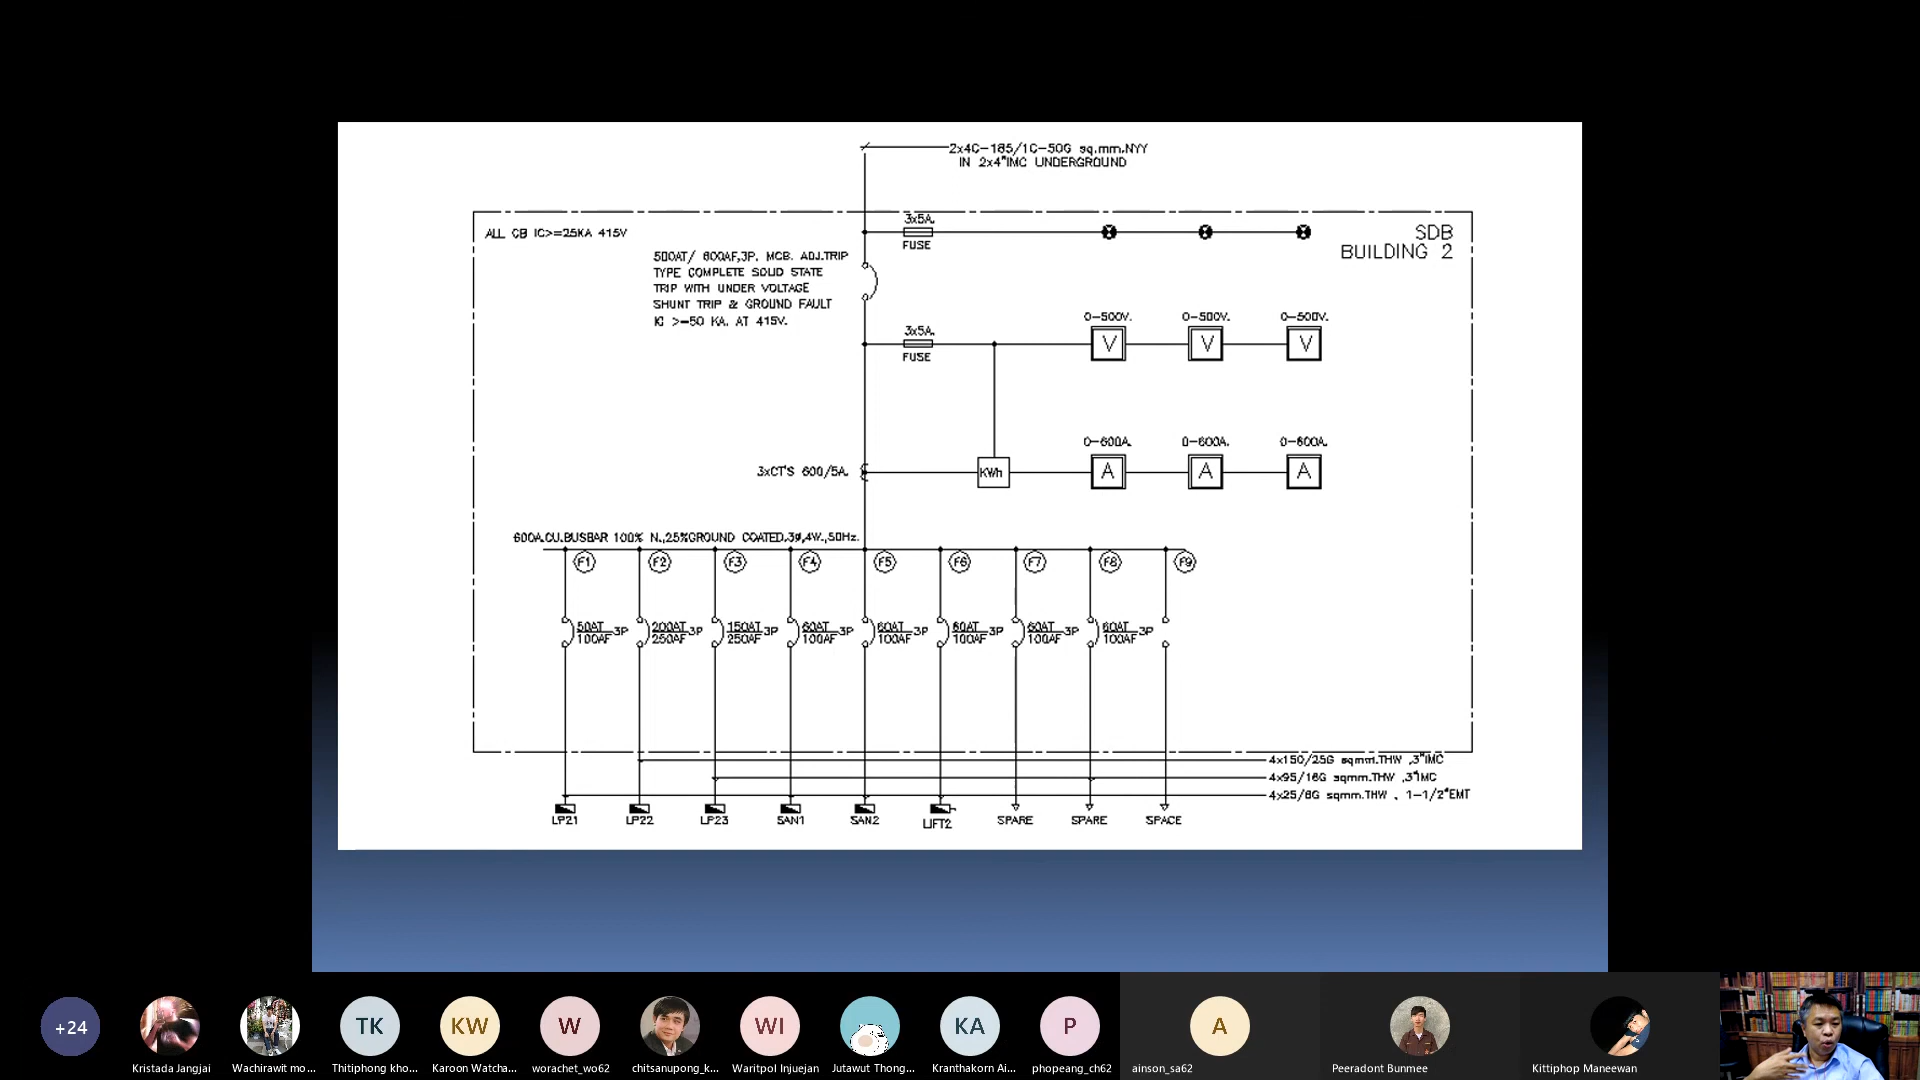 2x4C-185/1C-50G sq.mm.NYY
IN 2x4"IMC UNDERGROUND
ALL CB IC>=25KA 415V
3x5A.
FUSE
SDB
BUILDING 2
500AT/ 600AF,3P. MCB. ADJ.TRIP
TYPE COMPLETE SOLID STATE
TRIP WITH UNDER VOLTAGE
SHUNT TRIP & GROUND FAULT
IC >=50 KA. AT 415V.
3x5A.
FUSE
0-500V. 0-500V. 0-500V.
V V V
0-600A. 0-600A. 0-600A.
3xCT'S 600/5A.
KWh
A A A
600A.CU.BUSBAR 100% N.,25%GROUND COATED.3ø,4W.,50Hz.
F1 F2 F3 F4 F5 F6 F7 F8 F9
50AT 200AT 150AT 60AT 60AT 60AT 60AT 60AT
3P 3P 3P 3P 3P 3P 3P 3P
100AF 250AF 250AF 100AF 100AF 100AF 100AF 100AF
4x150/25G sqmm.THW ,3"IMC
4x95/16G sqmm.THW ,3"IMC
4x25/6G sqmm.THW , 1-1/2"EMT
LP21 LP22 LP23 SAN1 SAN2 LIFT2 SPARE SPARE SPACE
+24
TK
KW
W
WI
KA
P
A
Kristada Jangjai
Wachirawit mo...
Thitiphong kho...
Karoon Watcha...
worachet_wo62
chitsanupong_k...
Waritpol Injuejan
Jutawut Thong...
Kranthakorn Ai...
phopeang_ch62
ainson_sa62
Peeradont Bunmee
Kittiphop Maneewan